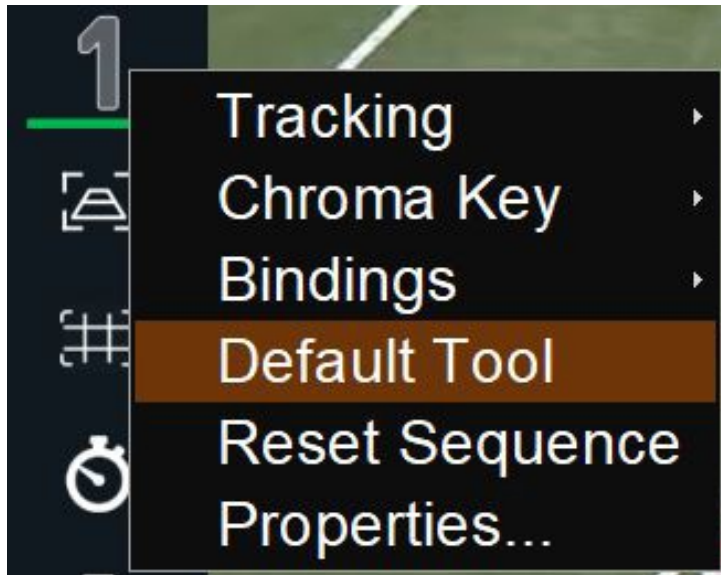 1
Tracking
Chroma Key
Bindings
Default Tool
Reset Sequence
Properties...